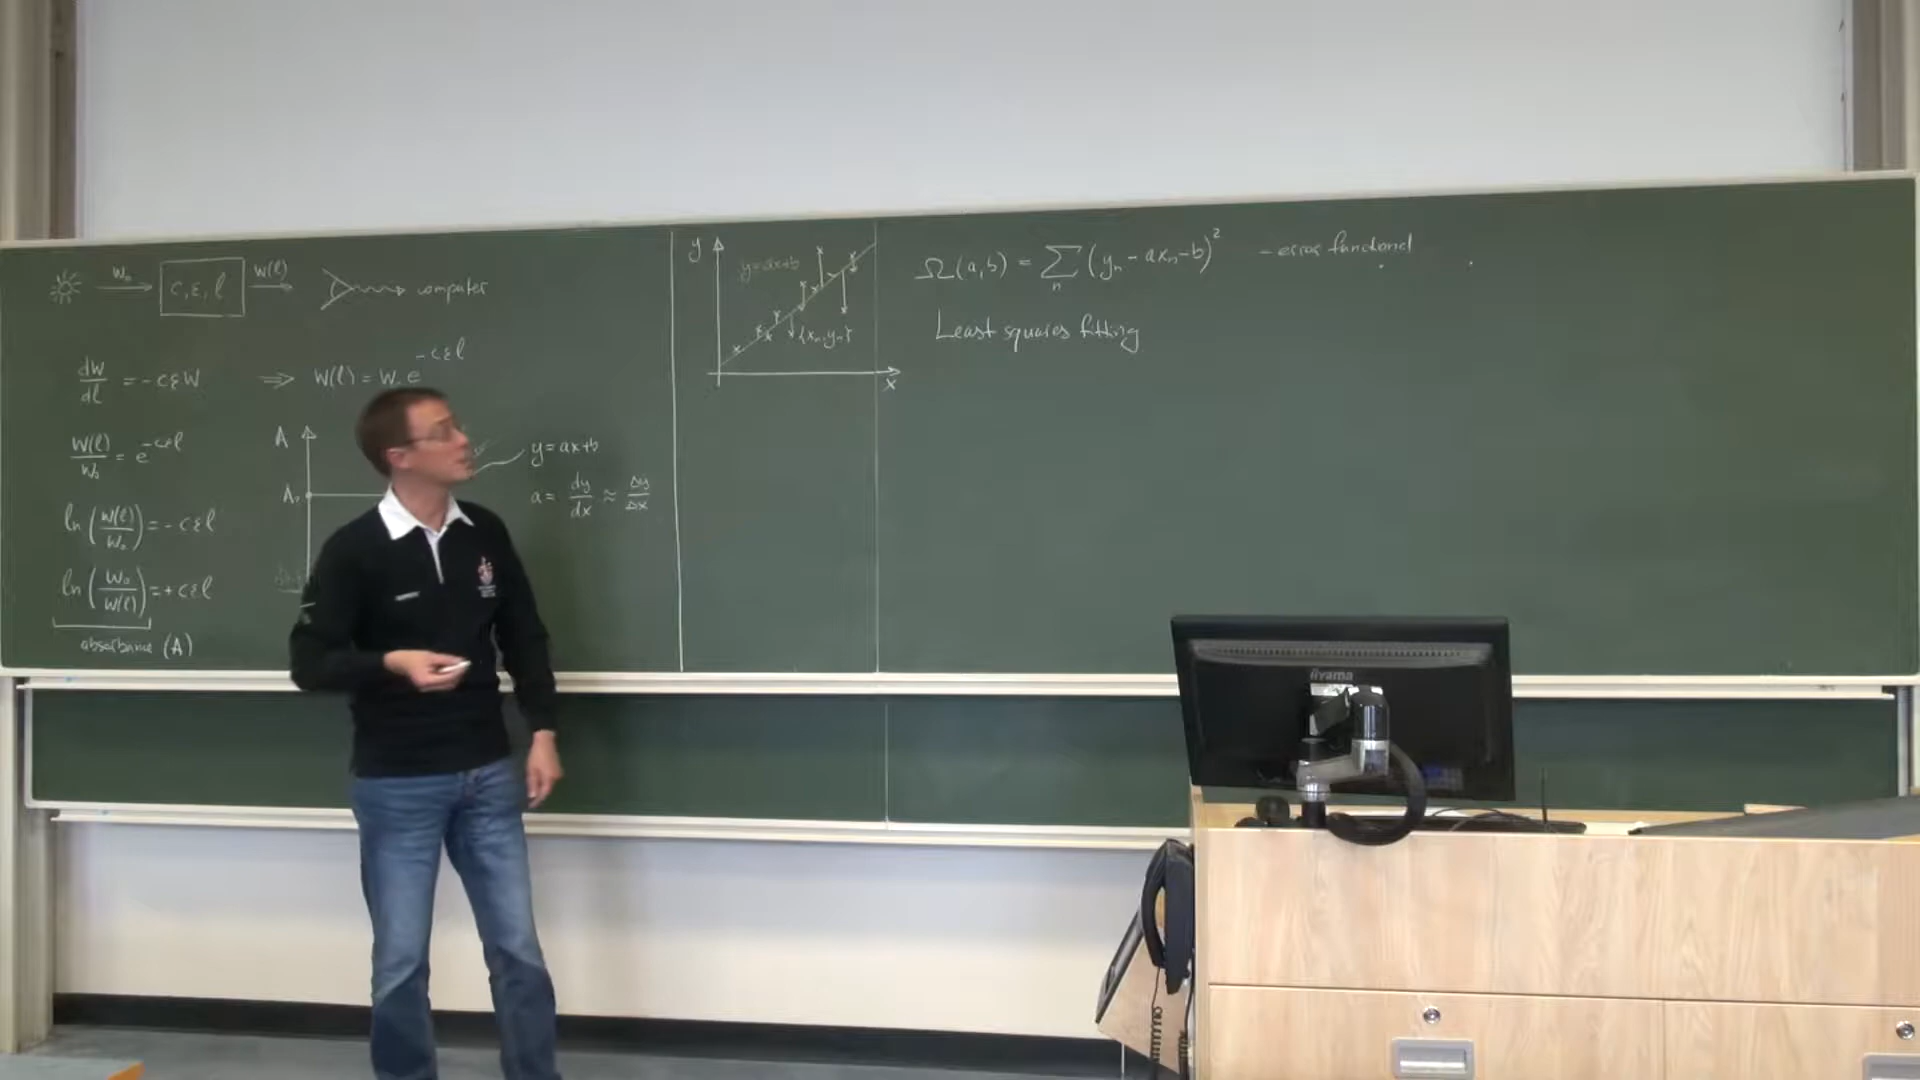 W₀ c, ε, l W(l) computer
dW/dl = -cεW ⟹ W(l) = W e^{-cεl}
W(l)/W₀ = e^{-cεl}
ln(W(l)/W₀) = -cεl
ln(W₀/W(l)) = +cεl
absorbance (A)
A
A₀
y=ax+b
a = dy/dx ≈ Δy/Δx
y
y=ax+b
{xₙ,yₙ}
x
Ω(a,b) = Σₙ (yₙ - axₙ - b)² - error functional
Least squares fitting
iiyama